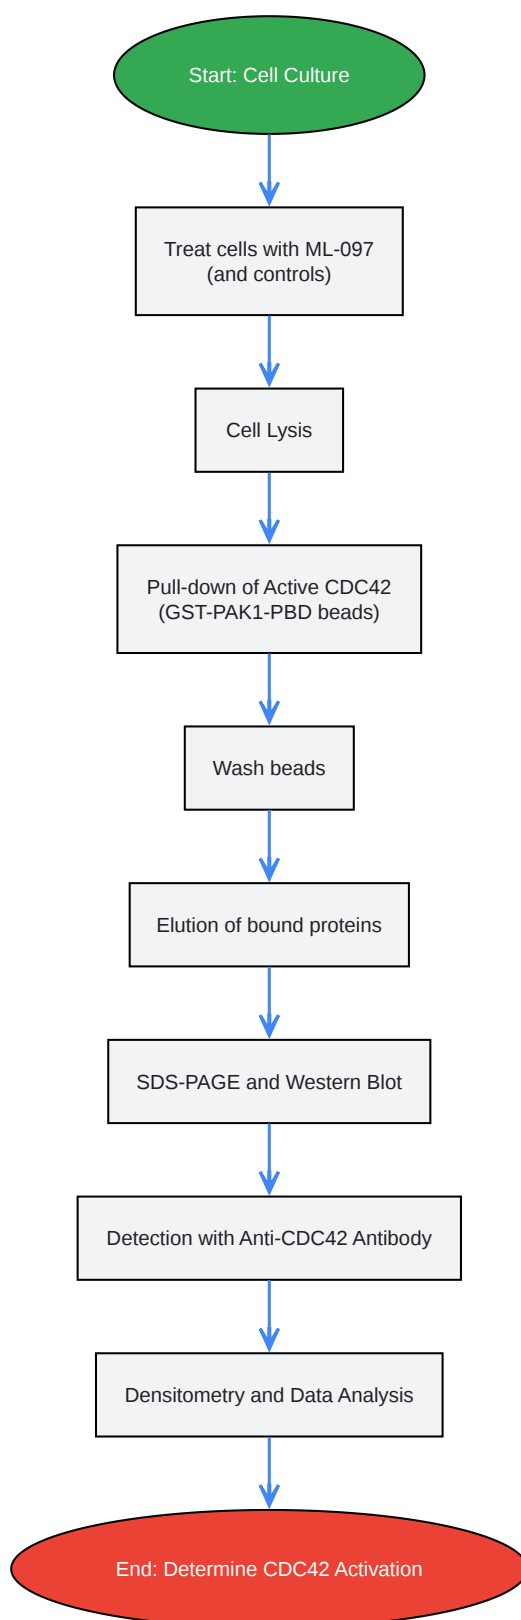 Start: Cell Culture
Treat cells with ML-097
(and controls)
Cell Lysis
Pull-down of Active CDC42
(GST-PAK1-PBD beads)
Wash beads
Elution of bound proteins
SDS-PAGE and Western Blot
Detection with Anti-CDC42 Antibody
Densitometry and Data Analysis
End: Determine CDC42 Activation